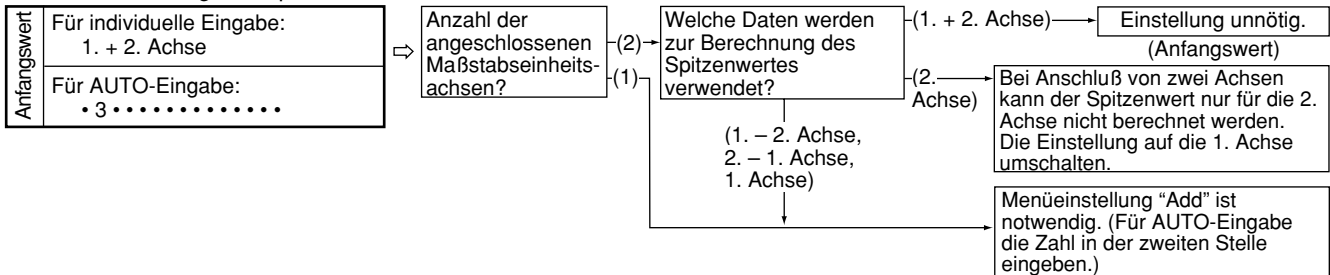 Anfangswert
Für individuelle Eingabe:
1. + 2. Achse
Für AUTO-Eingabe:
• 3 • • • • • • • • • • • • •
Anzahl der
angeschlossenen
Maßstabseinheits-
achsen?
(2)
(1)
Welche Daten werden
zur Berechnung des
Spitzenwertes
verwendet?
(1. + 2. Achse)
Einstellung unnötig.
(Anfangswert)
(2.
Achse)
Bei Anschluß von zwei Achsen
kann der Spitzenwert nur für die 2.
Achse nicht berechnet werden.
Die Einstellung auf die 1. Achse
umschalten.
(1. – 2. Achse,
2. – 1. Achse,
1. Achse)
Menüeinstellung “Add” ist
notwendig. (Für AUTO-Eingabe
die Zahl in der zweiten Stelle
eingeben.)